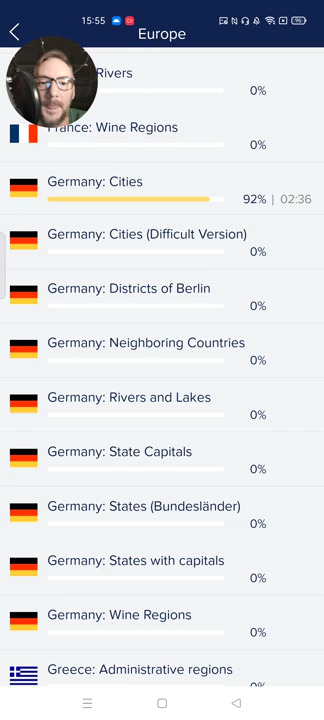 15:55
96
Europe
Rivers
0%
France: Wine Regions
0%
Germany: Cities
92% | 02:36
Germany: Cities (Difficult Version)
0%
Germany: Districts of Berlin
0%
Germany: Neighboring Countries
0%
Germany: Rivers and Lakes
0%
Germany: State Capitals
0%
Germany: States (Bundesländer)
0%
Germany: States with capitals
0%
Germany: Wine Regions
0%
Greece: Administrative regions
0%